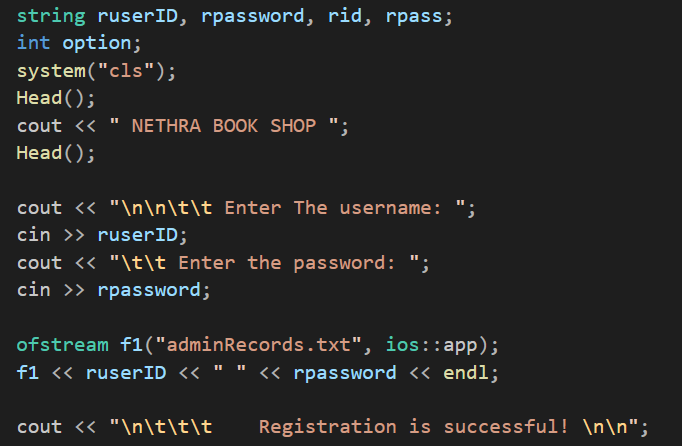 string ruserID, rpassword, rid, rpass;
int option;
system("cls");
Head();
cout << " NETHRA BOOK SHOP ";
Head();
cout << "\n\n\t\t Enter The username: ";
cin >> ruserID;
cout << "\t\t Enter the password: ";
cin >> rpassword;
ofstream f1("adminRecords.txt", ios::app);
f1 << ruserID << " " << rpassword << endl;
cout << "\n\t\t\t    Registration is successful! \n\n";